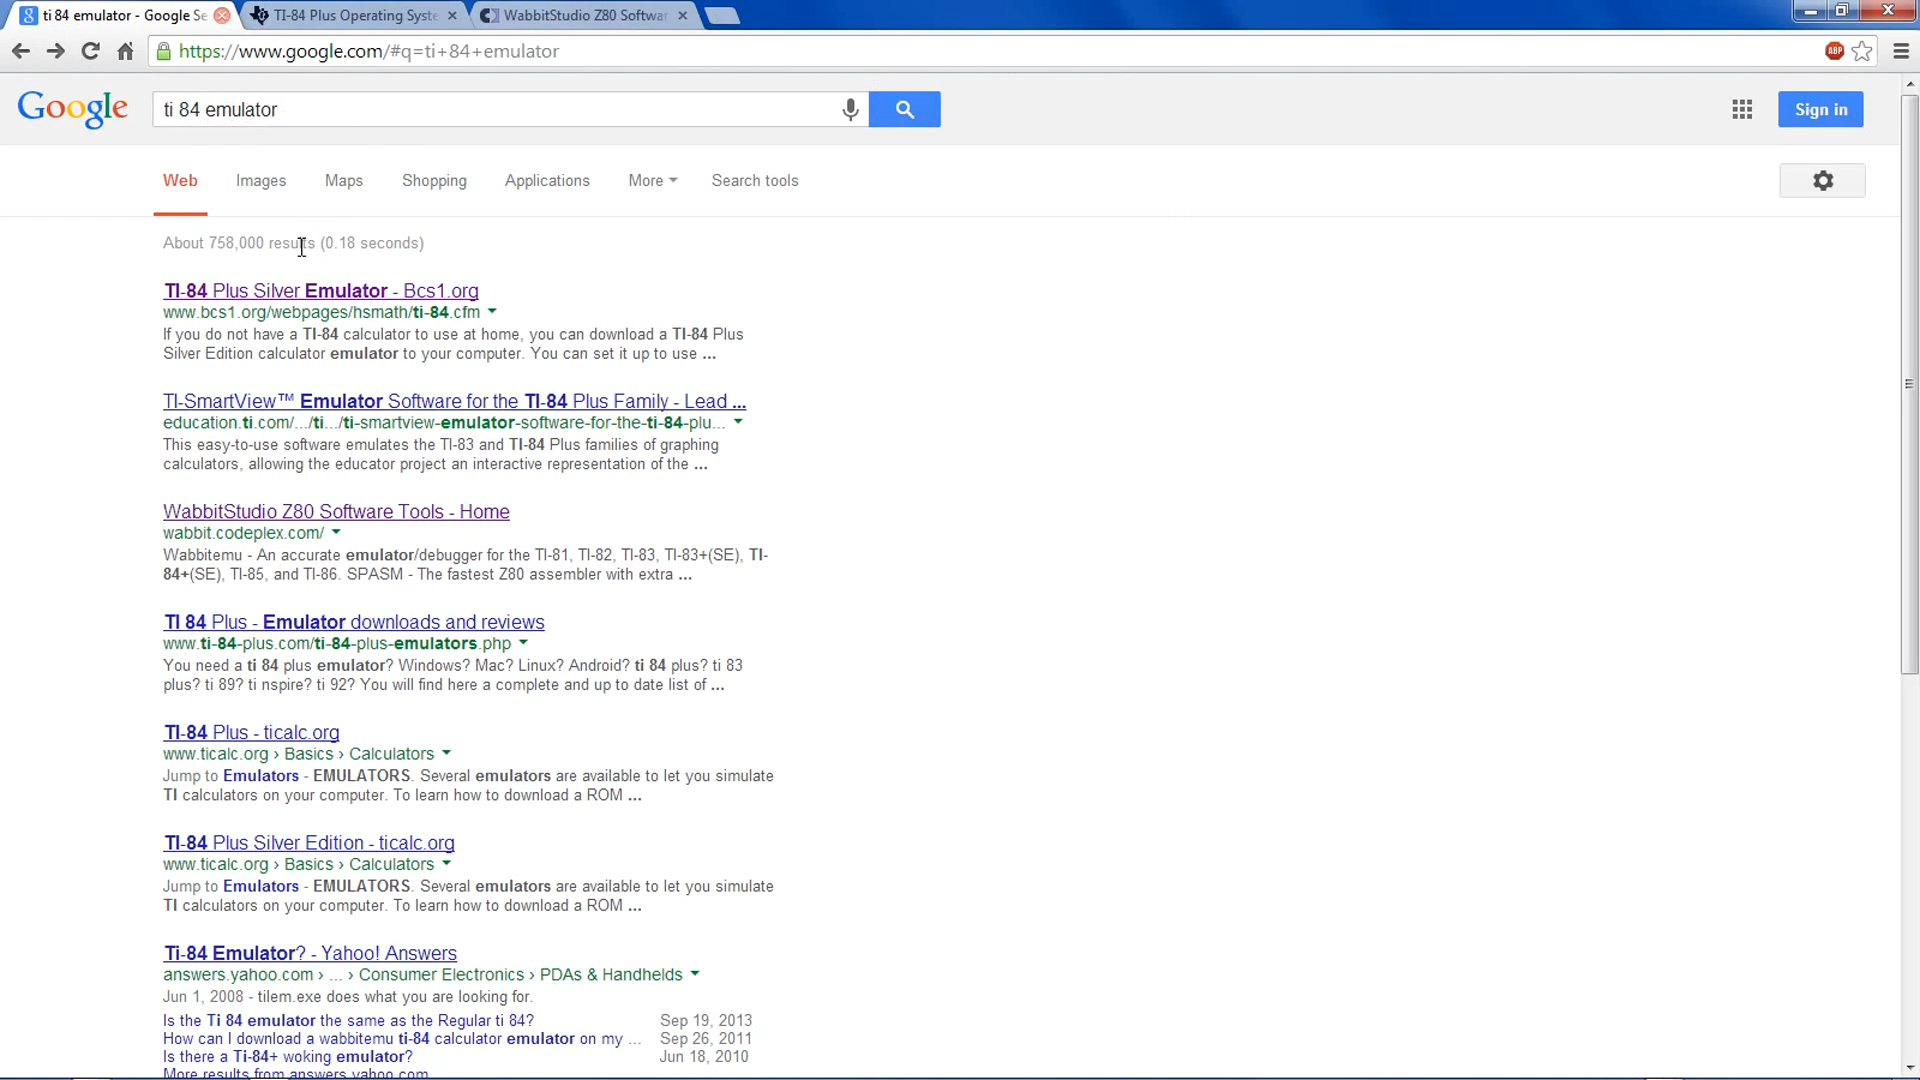 ti 84 emulator - Google Se
TI-84 Plus Operating Syste
WabbitStudio Z80 Softwar
https://www.google.com/#q=ti+84+emulator
ABP
Google
ti 84 emulator
Sign in
Web
Images
Maps
Shopping
Applications
More
Search tools
About 758,000 results (0.18 seconds)
TI-84 Plus Silver Emulator - Bcs1.org
www.bcs1.org/webpages/hsmath/ti-84.cfm
If you do not have a TI-84 calculator to use at home, you can download a TI-84 Plus
Silver Edition calculator emulator to your computer. You can set it up to use ...
TI-SmartView™ Emulator Software for the TI-84 Plus Family - Lead ...
education.ti.com/.../ti.../ti-smartview-emulator-software-for-the-ti-84-plu...
This easy-to-use software emulates the TI-83 and TI-84 Plus families of graphing
calculators, allowing the educator project an interactive representation of the ...
WabbitStudio Z80 Software Tools - Home
wabbit.codeplex.com/
Wabbitemu - An accurate emulator/debugger for the TI-81, TI-82, TI-83, TI-83+(SE), TI-
84+(SE), TI-85, and TI-86. SPASM - The fastest Z80 assembler with extra ...
TI 84 Plus - Emulator downloads and reviews
www.ti-84-plus.com/ti-84-plus-emulators.php
You need a ti 84 plus emulator? Windows? Mac? Linux? Android? ti 84 plus? ti 83
plus? ti 89? ti nspire? ti 92? You will find here a complete and up to date list of ...
TI-84 Plus - ticalc.org
www.ticalc.org › Basics › Calculators
Jump to Emulators - EMULATORS. Several emulators are available to let you simulate
TI calculators on your computer. To learn how to download a ROM ...
TI-84 Plus Silver Edition - ticalc.org
www.ticalc.org › Basics › Calculators
Jump to Emulators - EMULATORS. Several emulators are available to let you simulate
TI calculators on your computer. To learn how to download a ROM ...
Ti-84 Emulator? - Yahoo! Answers
answers.yahoo.com › ... › Consumer Electronics › PDAs & Handhelds
Jun 1, 2008 - tilem.exe does what you are looking for.
Is the Ti 84 emulator the same as the Regular ti 84? Sep 19, 2013
How can I download a wabbitemu ti-84 calculator emulator on my ... Sep 26, 2011
Is there a Ti-84+ woking emulator? Jun 18, 2010
More results from answers.yahoo.com